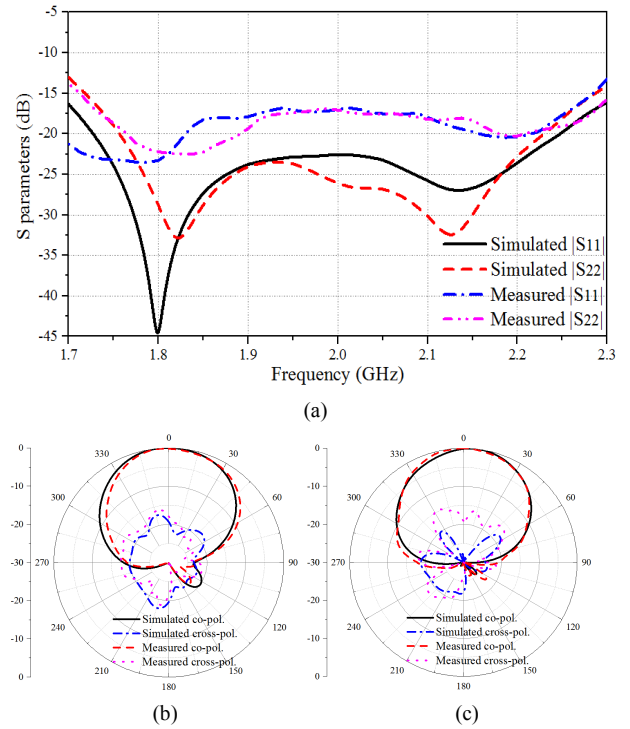 -5
-10
-15
-20
-25
-30
-35
-40
-45
S parameters (dB)
Simulated |S11|
Simulated |S22|
Measured |S11|
Measured |S22|
1.7 1.8 1.9 2.0 2.1 2.2 2.3
Frequency (GHz)
(a)
0
-10
-20
-30
-20
-10
0
0
30
60
90
120
150
180
210
240
270
300
330
Simulated co-pol.
Simulated cross-pol.
Measured co-pol.
Measured cross-pol.
(b)
0
-10
-20
-30
-20
-10
0
0
30
60
90
120
150
180
210
240
270
300
330
Simulated co-pol.
Simulated cross-pol.
Measured co-pol.
Measured cross-pol.
(c)